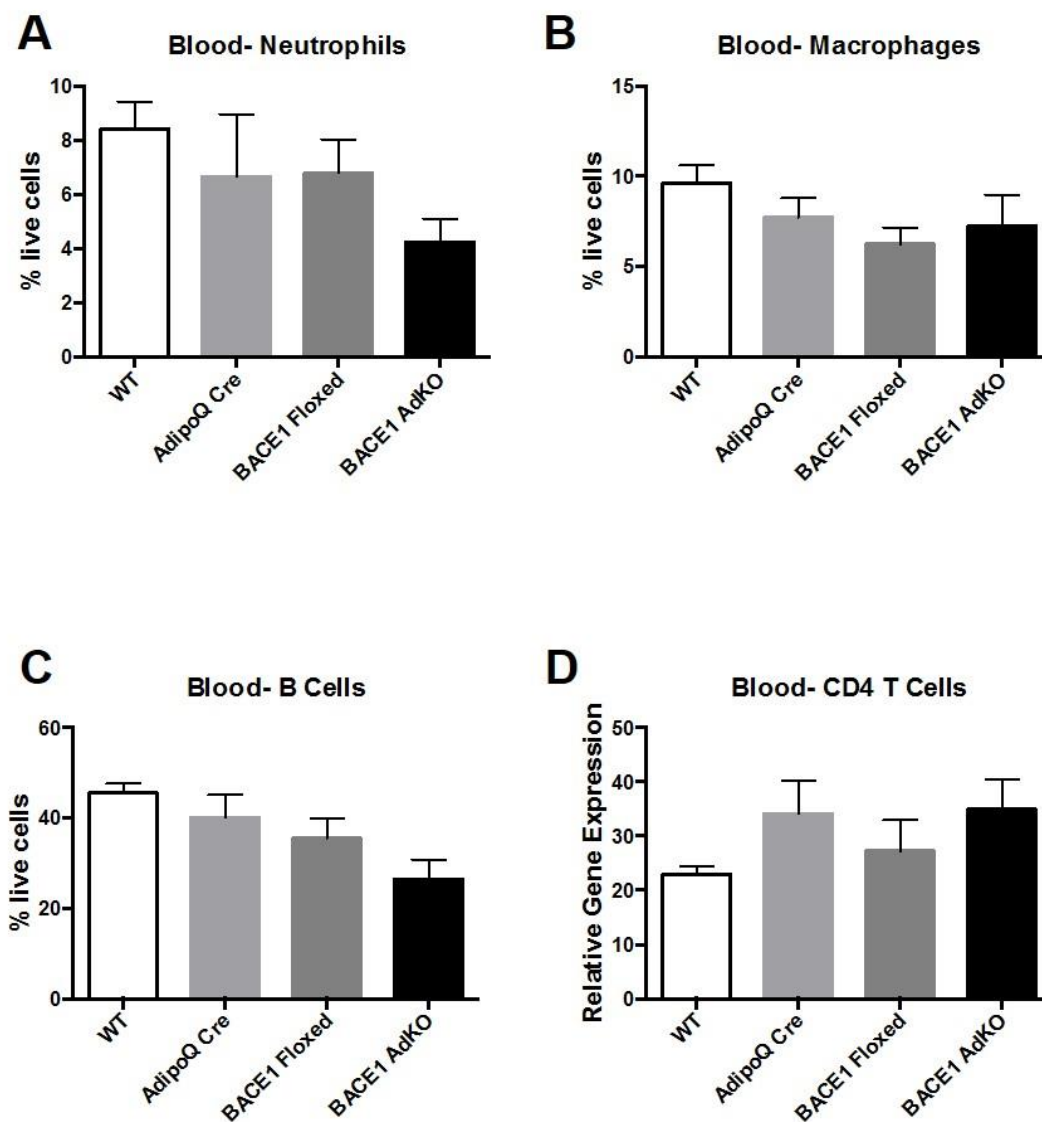 A
Blood- Neutrophils
% live cells
10
8
6
4
2
0
WT
AdipoQ Cre
BACE1 Floxed
BACE1 AdKO
B
Blood- Macrophages
% live cells
15
10
5
0
WT
AdipoQ Cre
BACE1 Floxed
BACE1 AdKO
C
Blood- B Cells
% live cells
60
40
20
0
WT
AdipoQ Cre
BACE1 Floxed
BACE1 AdKO
D
Blood- CD4 T Cells
Relative Gene Expression
50
40
30
20
10
0
WT
AdipoQ Cre
BACE1 Floxed
BACE1 AdKO